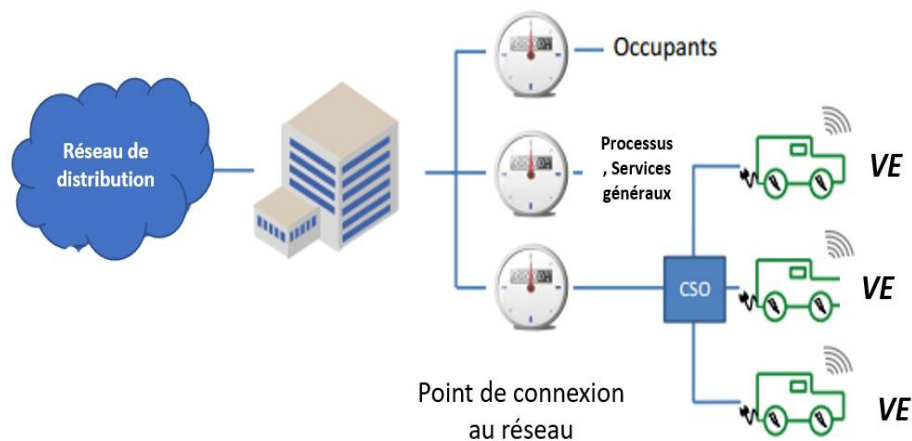 Occupants
Réseau de
distribution
Processus
, Services
généraux
VE
CSO
VE
Point de connexion
au réseau
VE